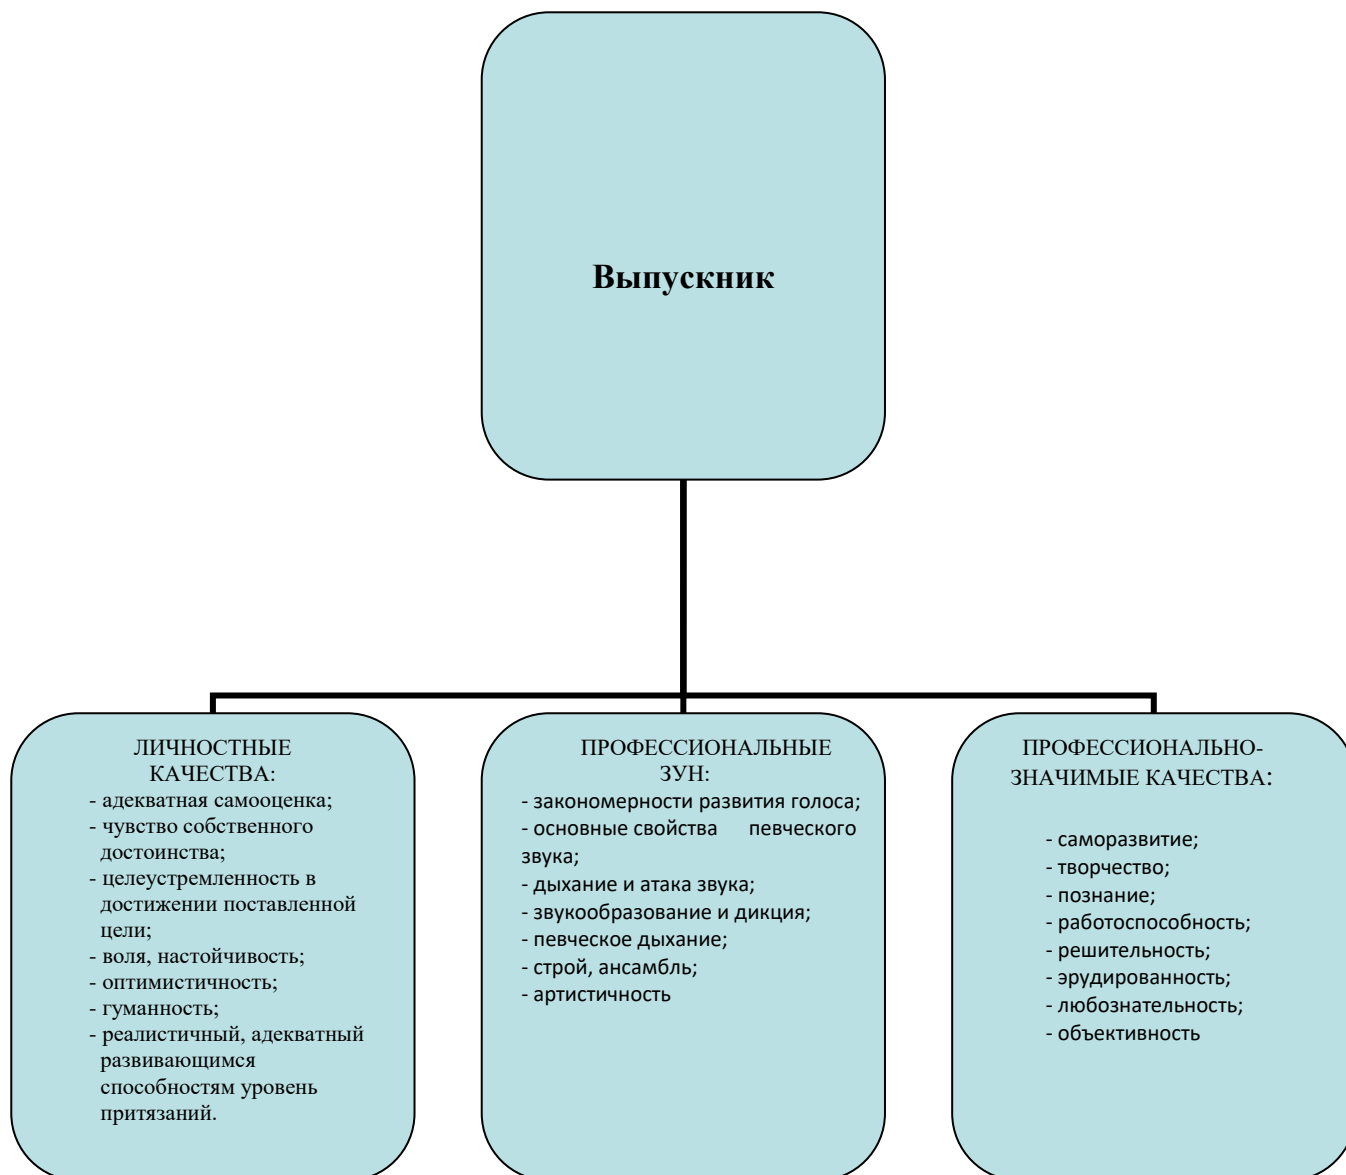 Выпускник
ЛИЧНОСТНЫЕ
КАЧЕСТВА:
- адекватная самооценка;
- чувство собственного
достоинства;
- целеустремленность в
достижении поставленной
цели;
- воля, настойчивость;
- оптимистичность;
- гуманность;
- реалистичный, адекватный
развивающимся
способностям уровень
притязаний.
ПРОФЕССИОНАЛЬНЫЕ
ЗУН:
- закономерности развития голоса;
- основные свойства певческого
звука;
- дыхание и атака звука;
- звукообразование и дикция;
- певческое дыхание;
- строй, ансамбль;
- артистичность
ПРОФЕССИОНАЛЬНО-
ЗНАЧИМЫЕ КАЧЕСТВА:
- саморазвитие;
- творчество;
- познание;
- работоспособность;
- решительность;
- эрудированность;
- любознательность;
- объективность